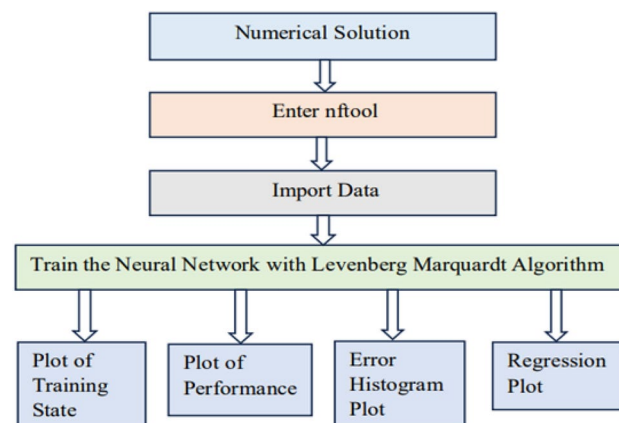 Numerical Solution
Enter nftool
Import Data
Train the Neural Network with Levenberg Marquardt Algorithm
Plot of
Training
State
Plot of
Performance
Error
Histogram
Plot
Regression
Plot